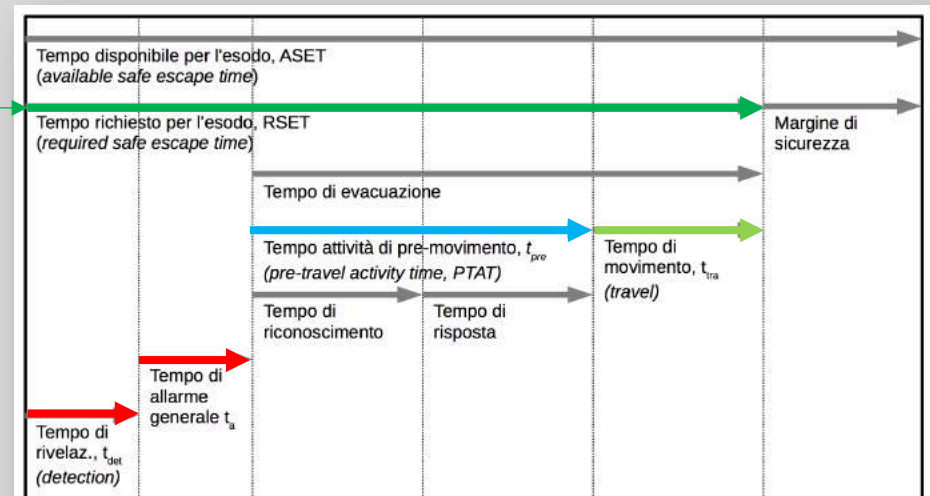 Tempo disponibile per l'esodo, ASET
(available safe escape time)
Tempo richiesto per l'esodo, RSET
(required safe escape time)
Margine di
sicurezza
Tempo di evacuazione
Tempo attività di pre-movimento, tpre
(pre-travel activity time, PTAT)
Tempo di
movimento, ttra
(travel)
Tempo di
riconoscimento
Tempo di
risposta
Tempo di
allarme
generale ta
Tempo di
rivelaz., tdet
(detection)